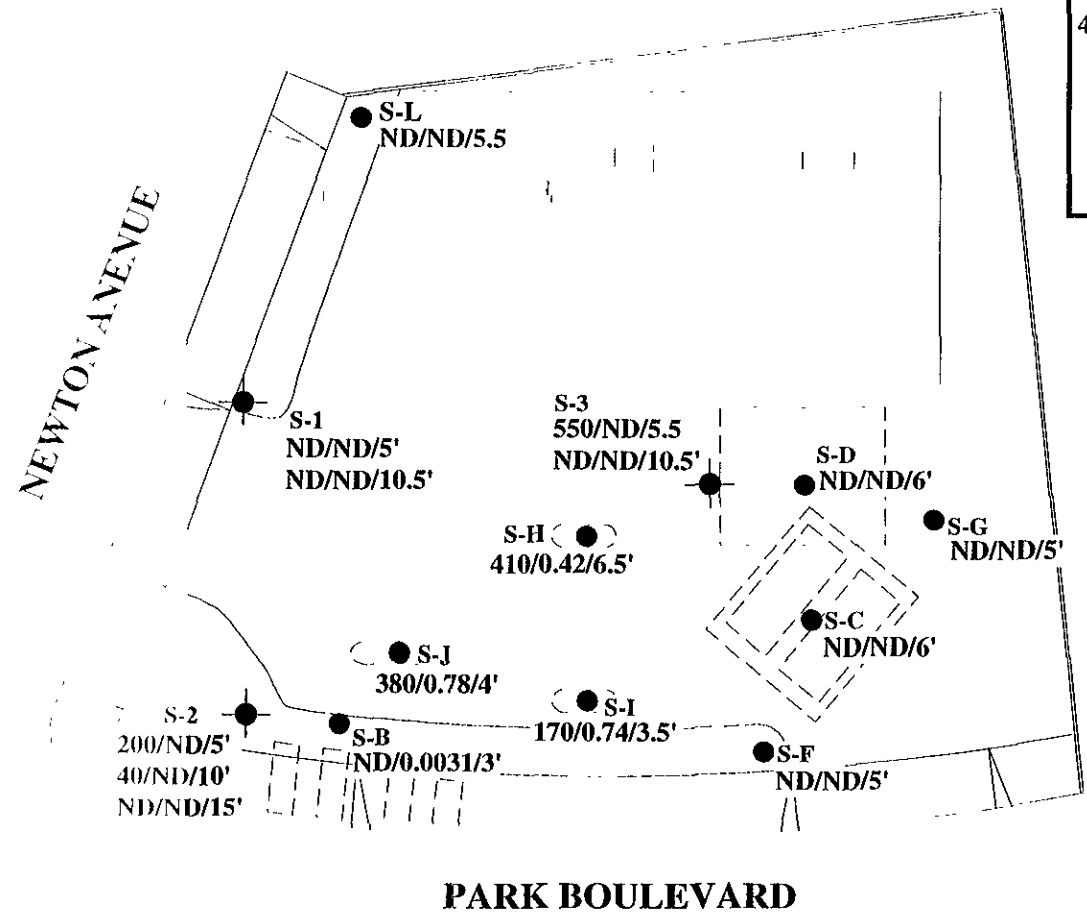 4
S-L
ND/ND/5.5
NEWTON ANENUE
S-1
ND/ND/5'
ND/ND/10.5'
S-3
550/ND/5.5
ND/ND/10.5'
S-D
ND/ND/6'
S-G
ND/ND/5'
S-H
410/0.42/6.5'
S-C
ND/ND/6'
S-J
380/0.78/4'
S-I
170/0.74/3.5'
S-2
200/ND/5'
40/ND/10'
ND/ND/15'
S-B
ND/0.0031/3'
S-F
ND/ND/5'
PARK BOULEVARD